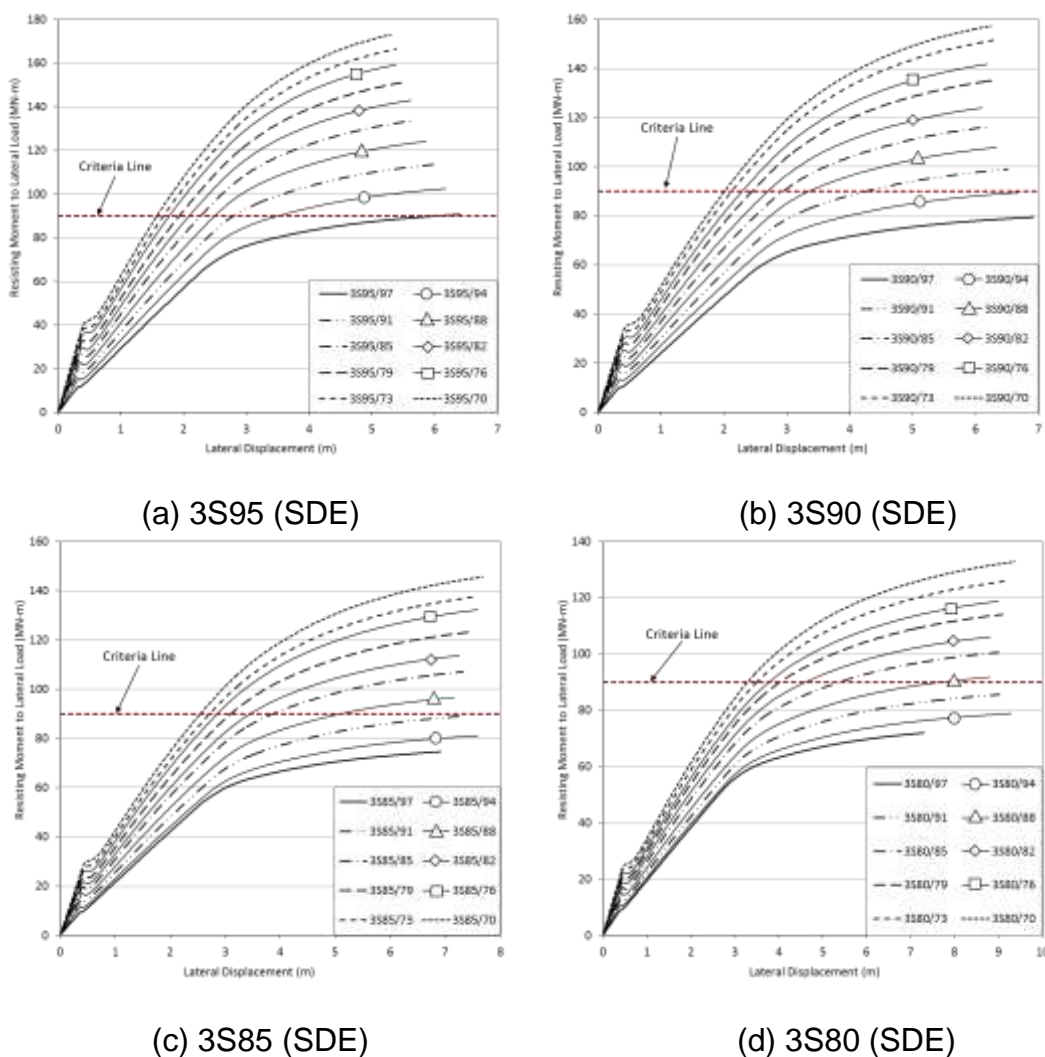 Resisting Moment to Lateral Load (MN-m)
180
160
140
120
100
80
60
40
20
0
Criteria Line
3S95/97 3S95/94
3S95/91 3S95/88
3S95/85 3S95/82
3S95/79 3S95/76
3S95/73 3S95/70
0 1 2 3 4 5 6 7
Lateral Displacement (m)
(a) 3S95 (SDE)
Resisting Moment to Lateral Load (MN-m)
160
140
120
100
80
60
40
20
0
Criteria Line
3S90/97 3S90/94
3S90/91 3S90/88
3S90/85 3S90/82
3S90/79 3S90/76
3S90/73 3S90/70
0 1 2 3 4 5 6 7
Lateral Displacement (m)
(b) 3S90 (SDE)
Resisting Moment to Lateral Load (MN-m)
160
140
120
100
80
60
40
20
0
Criteria Line
3S85/97 3S85/94
3S85/91 3S85/88
3S85/85 3S85/82
3S85/79 3S85/76
3S85/73 3S85/70
0 1 2 3 4 5 6 7 8
Lateral Displacement (m)
(c) 3S85 (SDE)
Resisting Moment to Lateral Load (MN-m)
140
120
100
80
60
40
20
0
Criteria Line
3S80/97 3S80/94
3S80/91 3S80/88
3S80/85 3S80/82
3S80/79 3S80/76
3S80/73 3S80/70
0 1 2 3 4 5 6 7 8 9 10
Lateral Displacement (m)
(d) 3S80 (SDE)